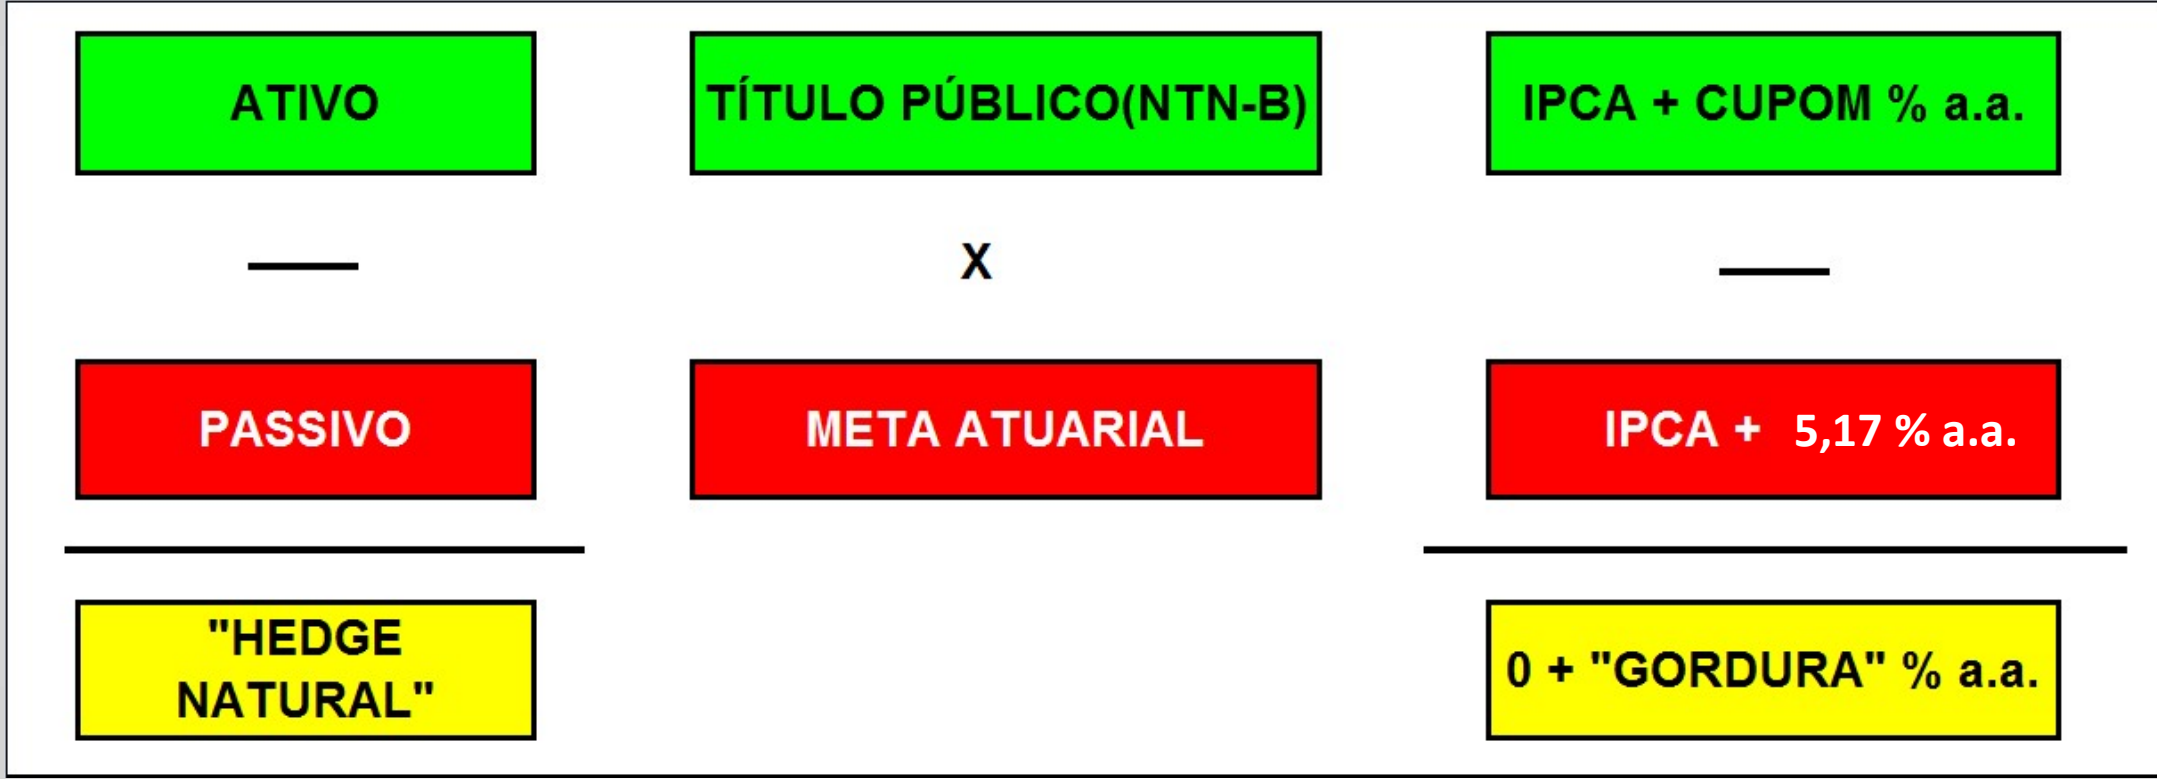 ATIVO
TÍTULO PÚBLICO(NTN-B)
IPCA + CUPOM % a.a.
X
PASSIVO
META ATUARIAL
IPCA + 5,17 % a.a.
"HEDGE
NATURAL"
0 + "GORDURA" % a.a.